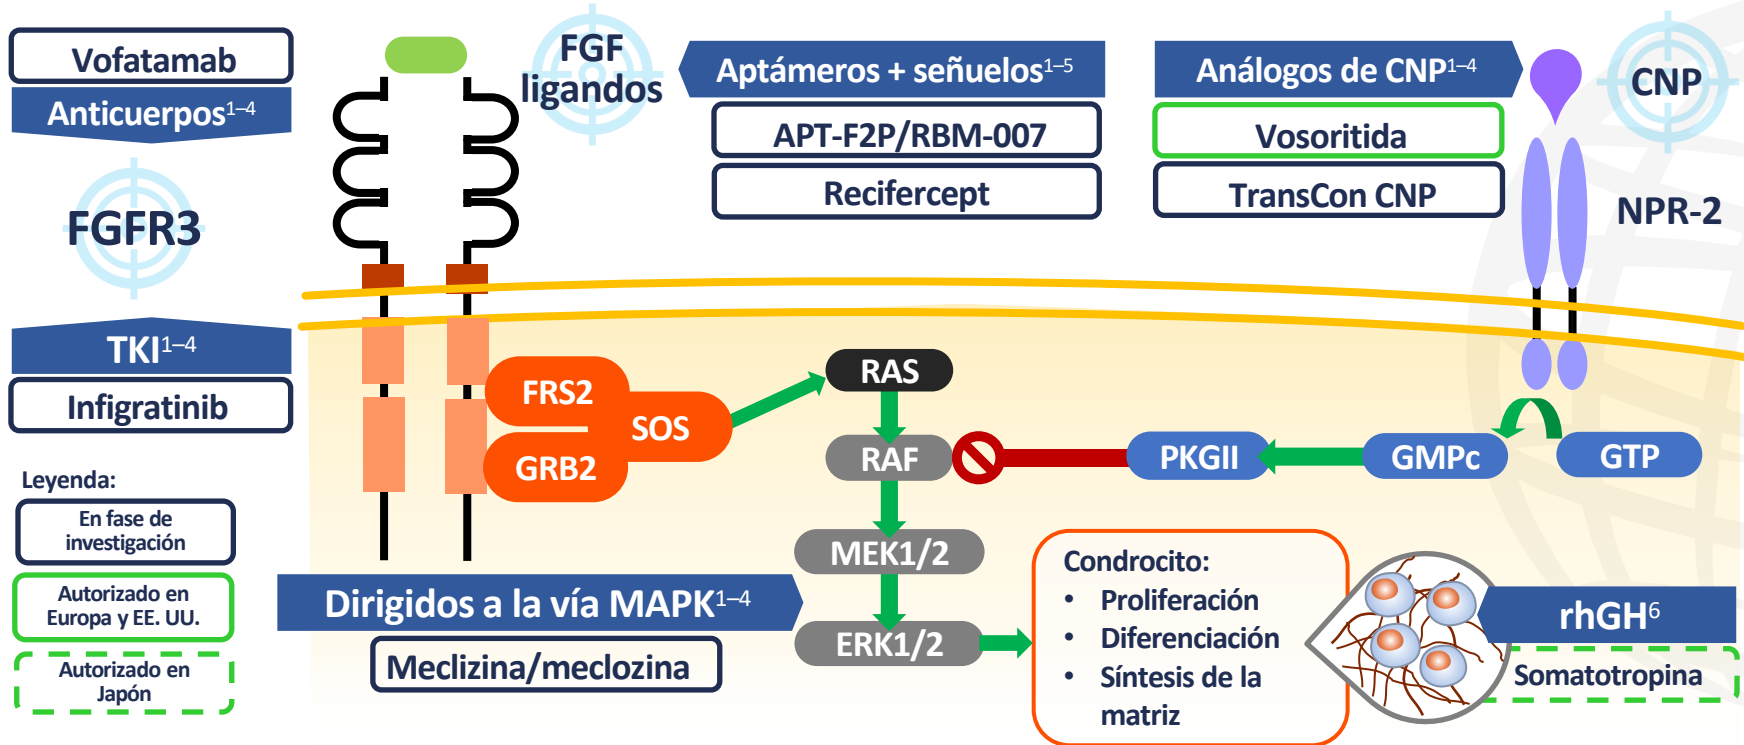 Vofatamab
Anticuerpos1–4
FGFR3
TKI1–4
Infigratinib
Leyenda:
En fase de
investigación
Autorizado en
Europa y EE. UU.
Autorizado en
Japón
FGF
ligandos
Aptámeros + señuelos1–5
APT-F2P/RBM-007
Recifercept
Análogos de CNP1–4
Vosoritida
TransCon CNP
CNP
NPR-2
FRS2
GRB2
SOS
RAS
RAF
PKGII
GMPc
GTP
MEK1/2
ERK1/2
Dirigidos a la vía MAPK1–4
Meclizina/meclozina
Condrocito:
• Proliferación
• Diferenciación
• Síntesis de la
matriz
rhGH6
Somatotropina